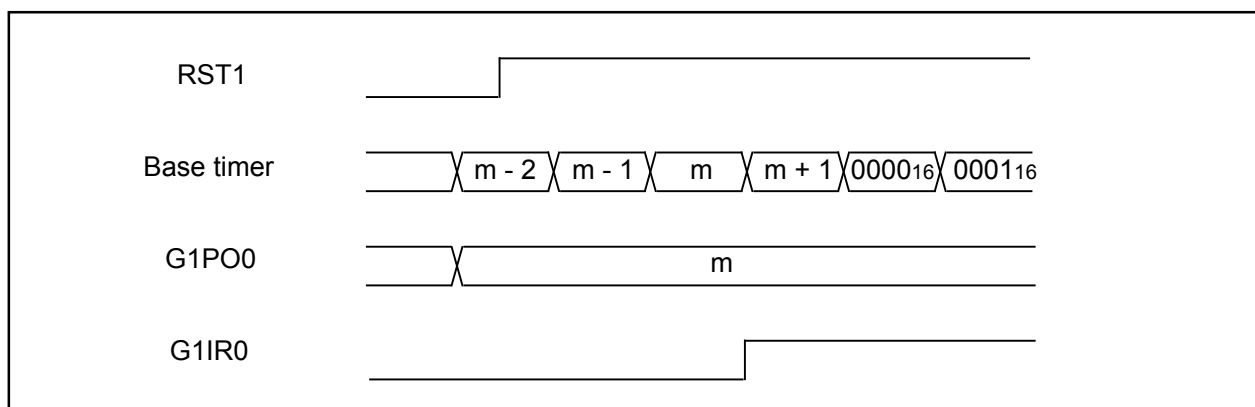 RST1
Base timer
m - 2 m - 1 m m + 1 0000₁₆ 0001₁₆
G1PO0
m
G1IR0